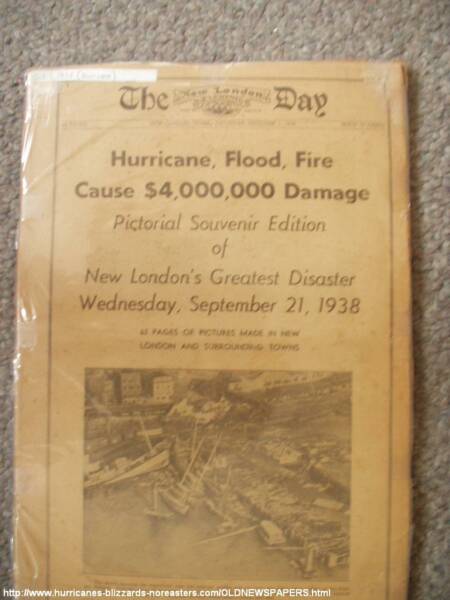 The New London Day
Hurricane, Flood, Fire
Cause $4,000,000 Damage
Pictorial Souvenir Edition
of
New London's Greatest Disaster
Wednesday, September 21, 1938
PAGES OF PICTURES MADE IN NEW
LONDON AND SURROUNDING TOWNS
http://www.hurricanes-blizzards-noreasters.com/OLDNEWSPAPERS.html